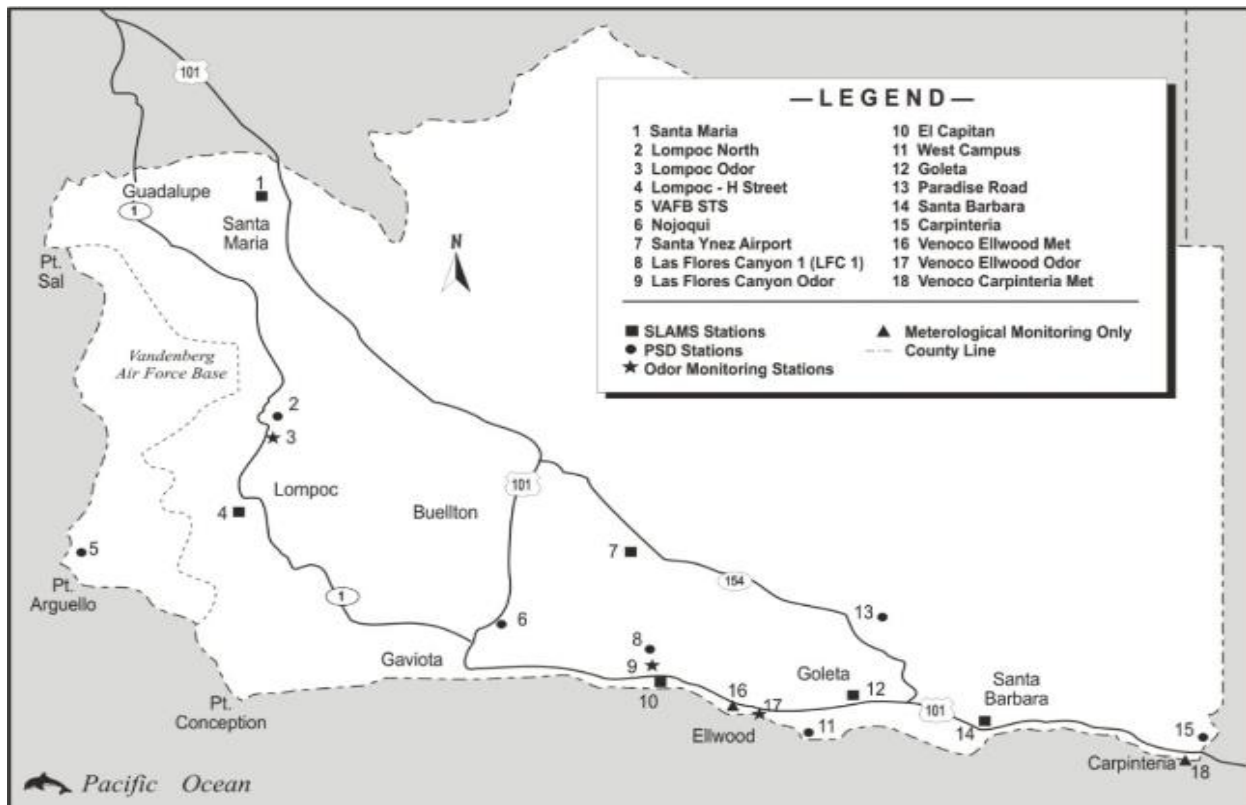 101
— LEGEND —
1 Santa Maria
2 Lompoc North
3 Lompoc Odor
4 Lompoc - H Street
5 VAFB STS
6 Nojoqui
7 Santa Ynez Airport
8 Las Flores Canyon 1 (LFC 1)
9 Las Flores Canyon Odor
10 El Capitan
11 West Campus
12 Goleta
13 Paradise Road
14 Santa Barbara
15 Carpinteria
16 Venoco Ellwood Met
17 Venoco Ellwood Odor
18 Venoco Carpinteria Met
SLAMS Stations
PSD Stations
Odor Monitoring Stations
Meterological Monitoring Only
County Line
Guadalupe
1
1
Santa
Maria
N
Pt.
Sal
Vandenberg
Air Force Base
2
3
Lompoc
101
Buellton
4
5
7
Pt.
Arguello
154
1
6
13
8
Gaviota
9
Goleta
12
Santa
Barbara
10
16
17
101
Pt.
Conception
Ellwood
11
14
15
Carpinteria
18
Pacific Ocean